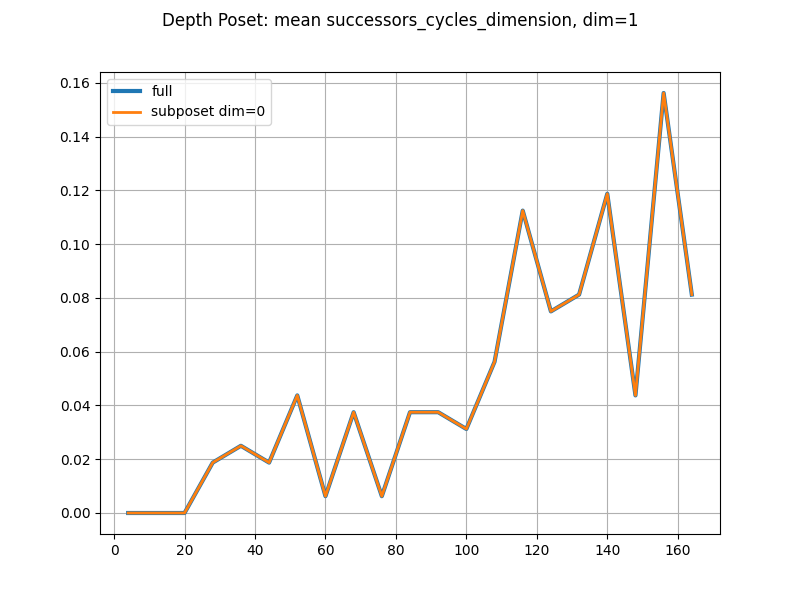 Depth Poset: mean successors_cycles_dimension, dim=1
full
subposet dim=0
0.16
0.14
0.12
0.10
0.08
0.06
0.04
0.02
0.00
0 20 40 60 80 100 120 140 160